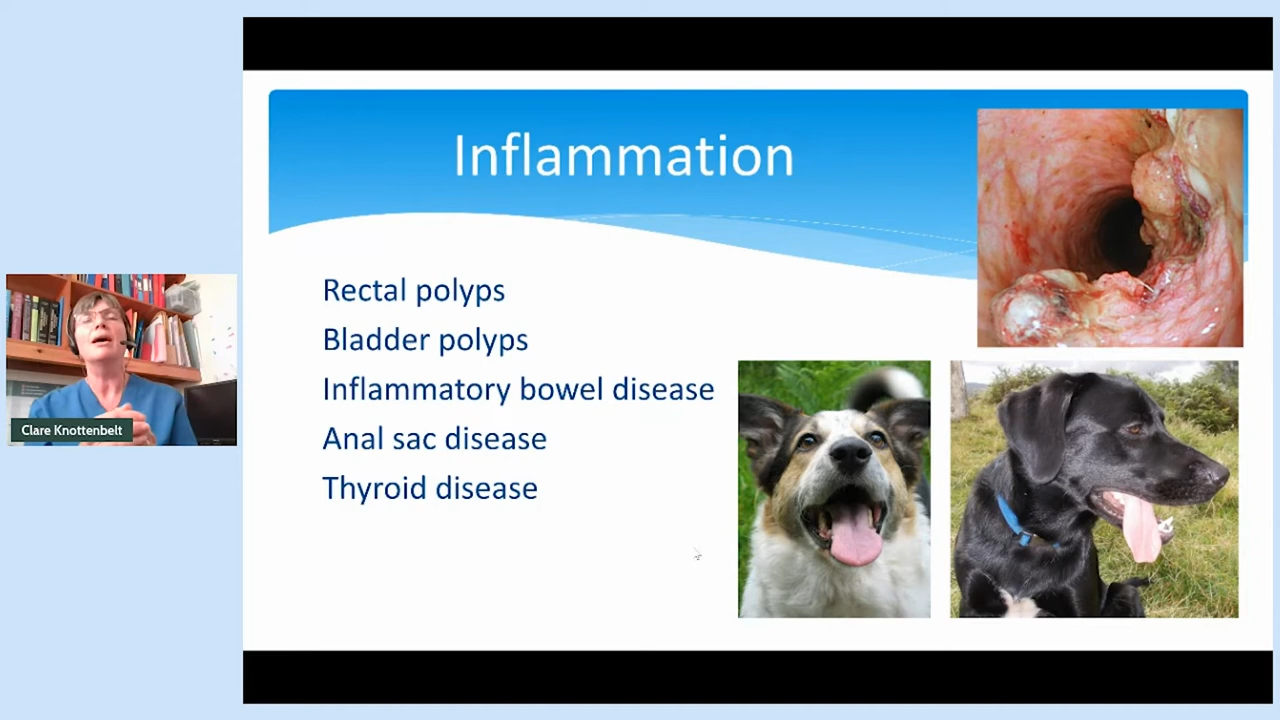 Inflammation
Rectal polyps
Bladder polyps
Inflammatory bowel disease
Anal sac disease
Thyroid disease
Clare Knottenbelt